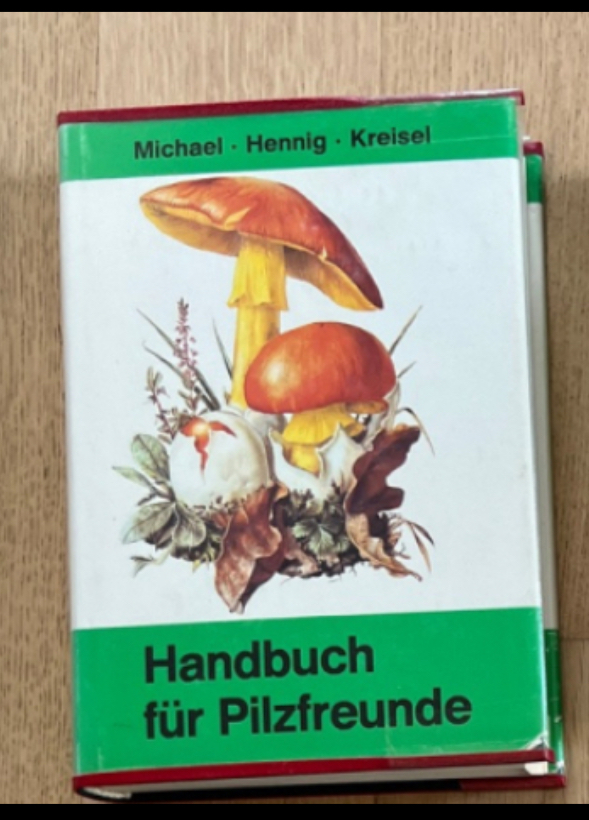 Michael · Hennig · Kreisel
Handbuch
für Pilzfreunde